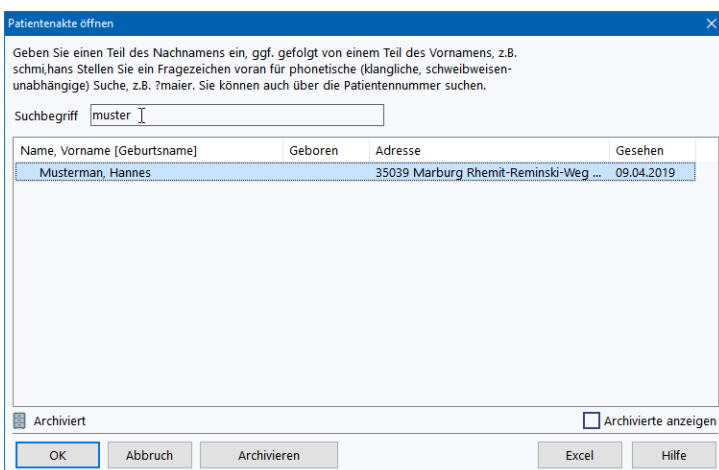 Patientenakte öffnen
Geben Sie einen Teil des Nachnamens ein, ggf. gefolgt von einem Teil des Vornamens, z.B.
schmi,hans Stellen Sie ein Fragezeichen voran für phonetische (klangliche, schweibweisen-
unabhängige) Suche, z.B. ?maier. Sie können auch über die Patientennummer suchen.
Suchbegriff muster
Name, Vorname [Geburtsname] Geboren Adresse Gesehen
Musterman, Hannes 35039 Marburg Rhemit-Reminski-Weg ... 09.04.2019
Archiviert Archivierte anzeigen
OK Abbruch Archivieren Excel Hilfe